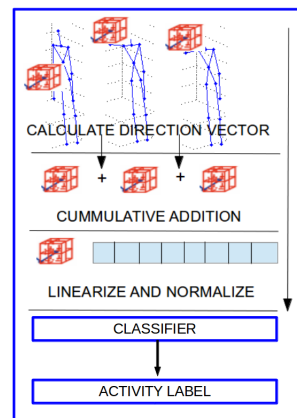 CALCULATE DIRECTION VECTOR
+ +
CUMMULATIVE ADDITION
LINEARIZE AND NORMALIZE
CLASSIFIER
ACTIVITY LABEL